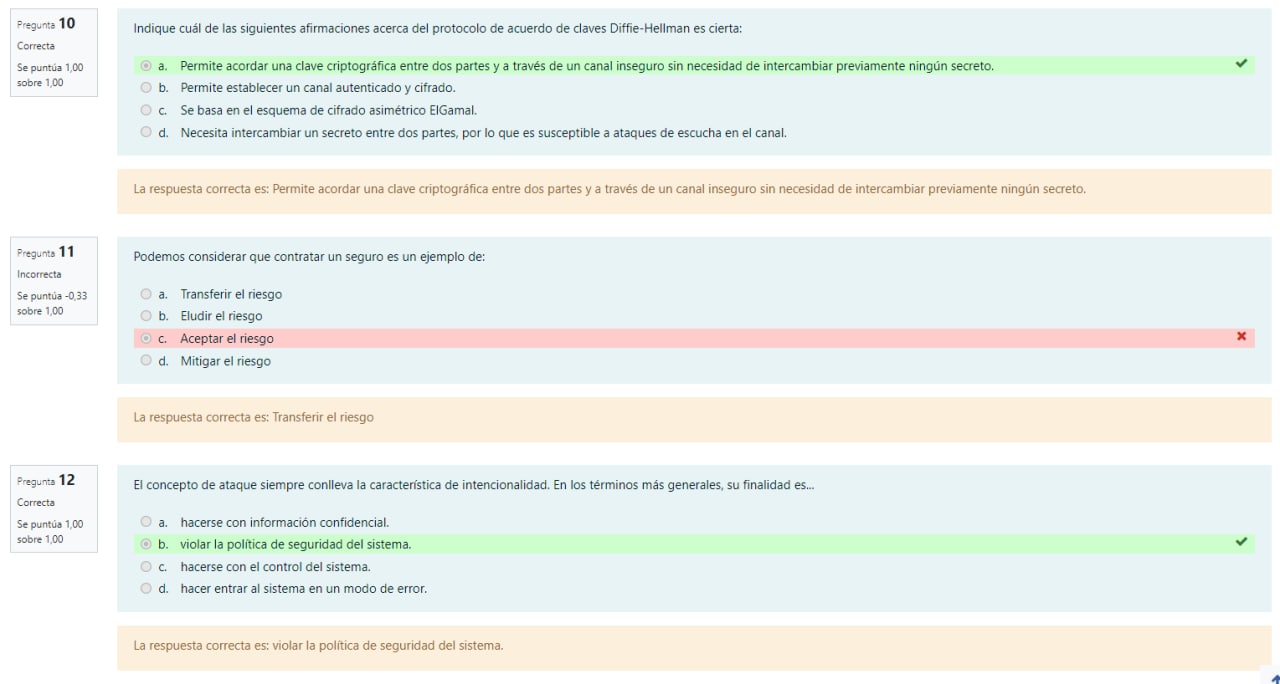 Pregunta 10
Correcta
Se puntúa 1,00
sobre 1,00
Indique cuál de las siguientes afirmaciones acerca del protocolo de acuerdo de claves Diffie-Hellman es cierta:
a. Permite acordar una clave criptográfica entre dos partes y a través de un canal inseguro sin necesidad de intercambiar previamente ningún secreto.
b. Permite establecer un canal autenticado y cifrado.
c. Se basa en el esquema de cifrado asimétrico ElGamal.
d. Necesita intercambiar un secreto entre dos partes, por lo que es susceptible a ataques de escucha en el canal.
La respuesta correcta es: Permite acordar una clave criptográfica entre dos partes y a través de un canal inseguro sin necesidad de intercambiar previamente ningún secreto.
Pregunta 11
Incorrecta
Se puntúa -0,33
sobre 1,00
Podemos considerar que contratar un seguro es un ejemplo de:
a. Transferir el riesgo
b. Eludir el riesgo
c. Aceptar el riesgo
d. Mitigar el riesgo
La respuesta correcta es: Transferir el riesgo
Pregunta 12
Correcta
Se puntúa 1,00
sobre 1,00
El concepto de ataque siempre conlleva la característica de intencionalidad. En los términos más generales, su finalidad es...
a. hacerse con información confidencial.
b. violar la política de seguridad del sistema.
c. hacerse con el control del sistema.
d. hacer entrar al sistema en un modo de error.
La respuesta correcta es: violar la política de seguridad del sistema.